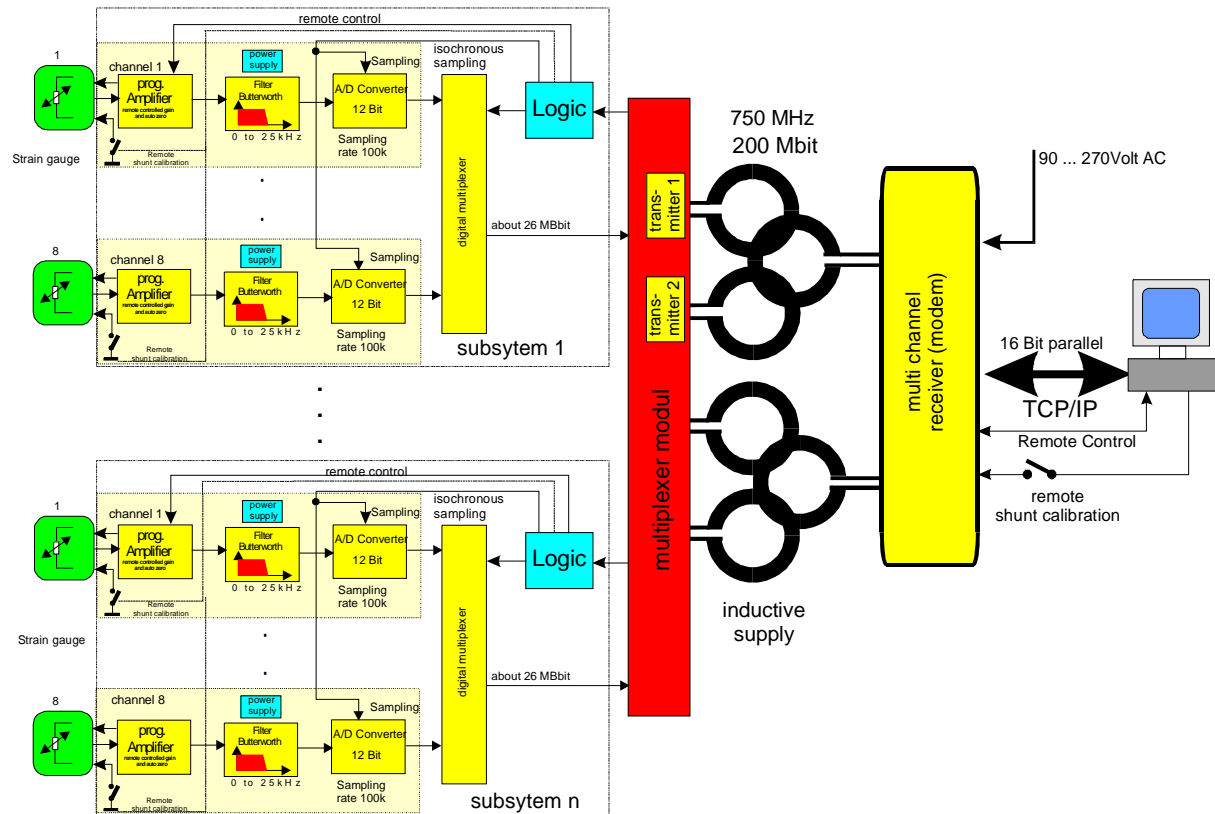 remote control
1
channel 1
prog.
Amplifier
remote controlled gain
and auto zero
power
supply
Filter
Butterworth
0 to 25kHz
Sampling
A/D Converter
12 Bit
Sampling
rate 100k
isochronous
sampling
Logic
Strain gauge
Remote
shunt calibration
digital multiplexer
about 26 MBbit
8
channel 8
prog.
Amplifier
remote controlled gain
and auto zero
power
supply
Filter
Butterworth
0 to 25kHz
Sampling
A/D Converter
12 Bit
Sampling
rate 100k
Remote
shunt calibration
subsytem 1
remote control
1
channel 1
prog.
Amplifier
remote controlled gain
and auto zero
power
supply
Filter
Butterworth
0 to 25kHz
Sampling
A/D Converter
12 Bit
Sampling
rate 100k
isochronous
sampling
Logic
Strain gauge
Remote
shunt calibration
digital multiplexer
about 26 MBbit
8
channel 8
prog.
Amplifier
remote controlled gain
and auto zero
power
supply
Filter
Butterworth
0 to 25kHz
Sampling
A/D Converter
12 Bit
Sampling
rate 100k
Remote
shunt calibration
subsytem n
multiplexer modul
trans-
mitter 1
trans-
mitter 2
750 MHz
200 Mbit
inductive
supply
multi channel
receiver (modem)
90 ... 270Volt AC
16 Bit parallel
TCP/IP
Remote Control
remote
shunt calibration